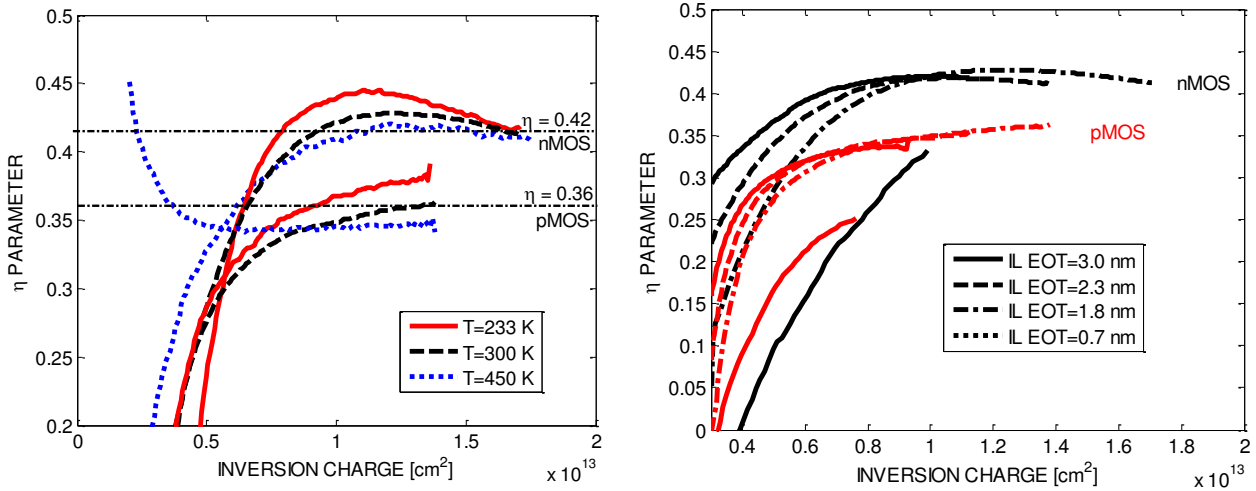 0.5
0.45
0.4
0.35
0.3
0.25
0.2
η PARAMETER
η = 0.42
nMOS
η = 0.36
pMOS
T=233 K
T=300 K
T=450 K
0
0.5
1
1.5
2
INVERSION CHARGE [cm²]
x 10¹³
0.5
0.45
0.4
0.35
0.3
0.25
0.2
0.15
0.1
0.05
0
η PARAMETER
nMOS
pMOS
IL EOT=3.0 nm
IL EOT=2.3 nm
IL EOT=1.8 nm
IL EOT=0.7 nm
0.4
0.6
0.8
1
1.2
1.4
1.6
1.8
2
INVERSION CHARGE [cm²]
x 10¹³